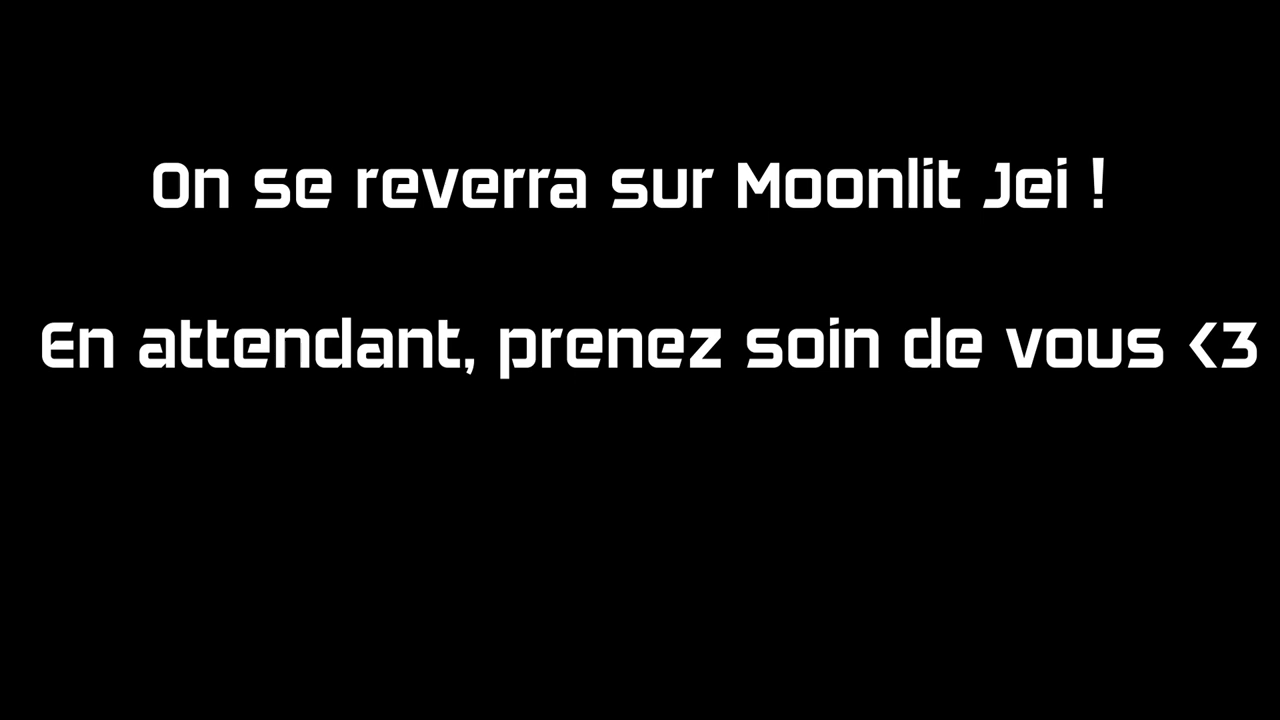 On se reverra sur Moonlit Jei !
En attendant, prenez soin de vous <3